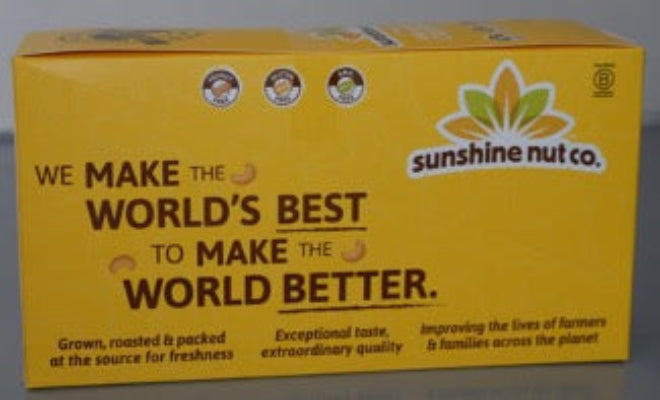 sunshine nut co.
WE MAKE THE
WORLD'S BEST
TO MAKE THE
WORLD BETTER.
Grown, roasted & packed
at the source for freshness
Exceptional taste,
extraordinary quality
Improving the lives of farmers
& families across the planet